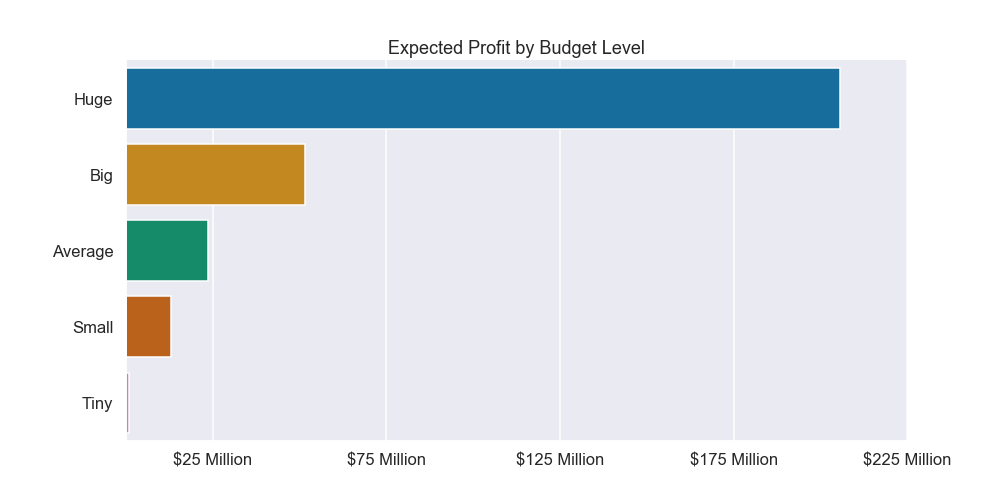 Expected Profit by Budget Level
Huge
Big
Average
Small
Tiny
$25 Million $75 Million $125 Million $175 Million $225 Million